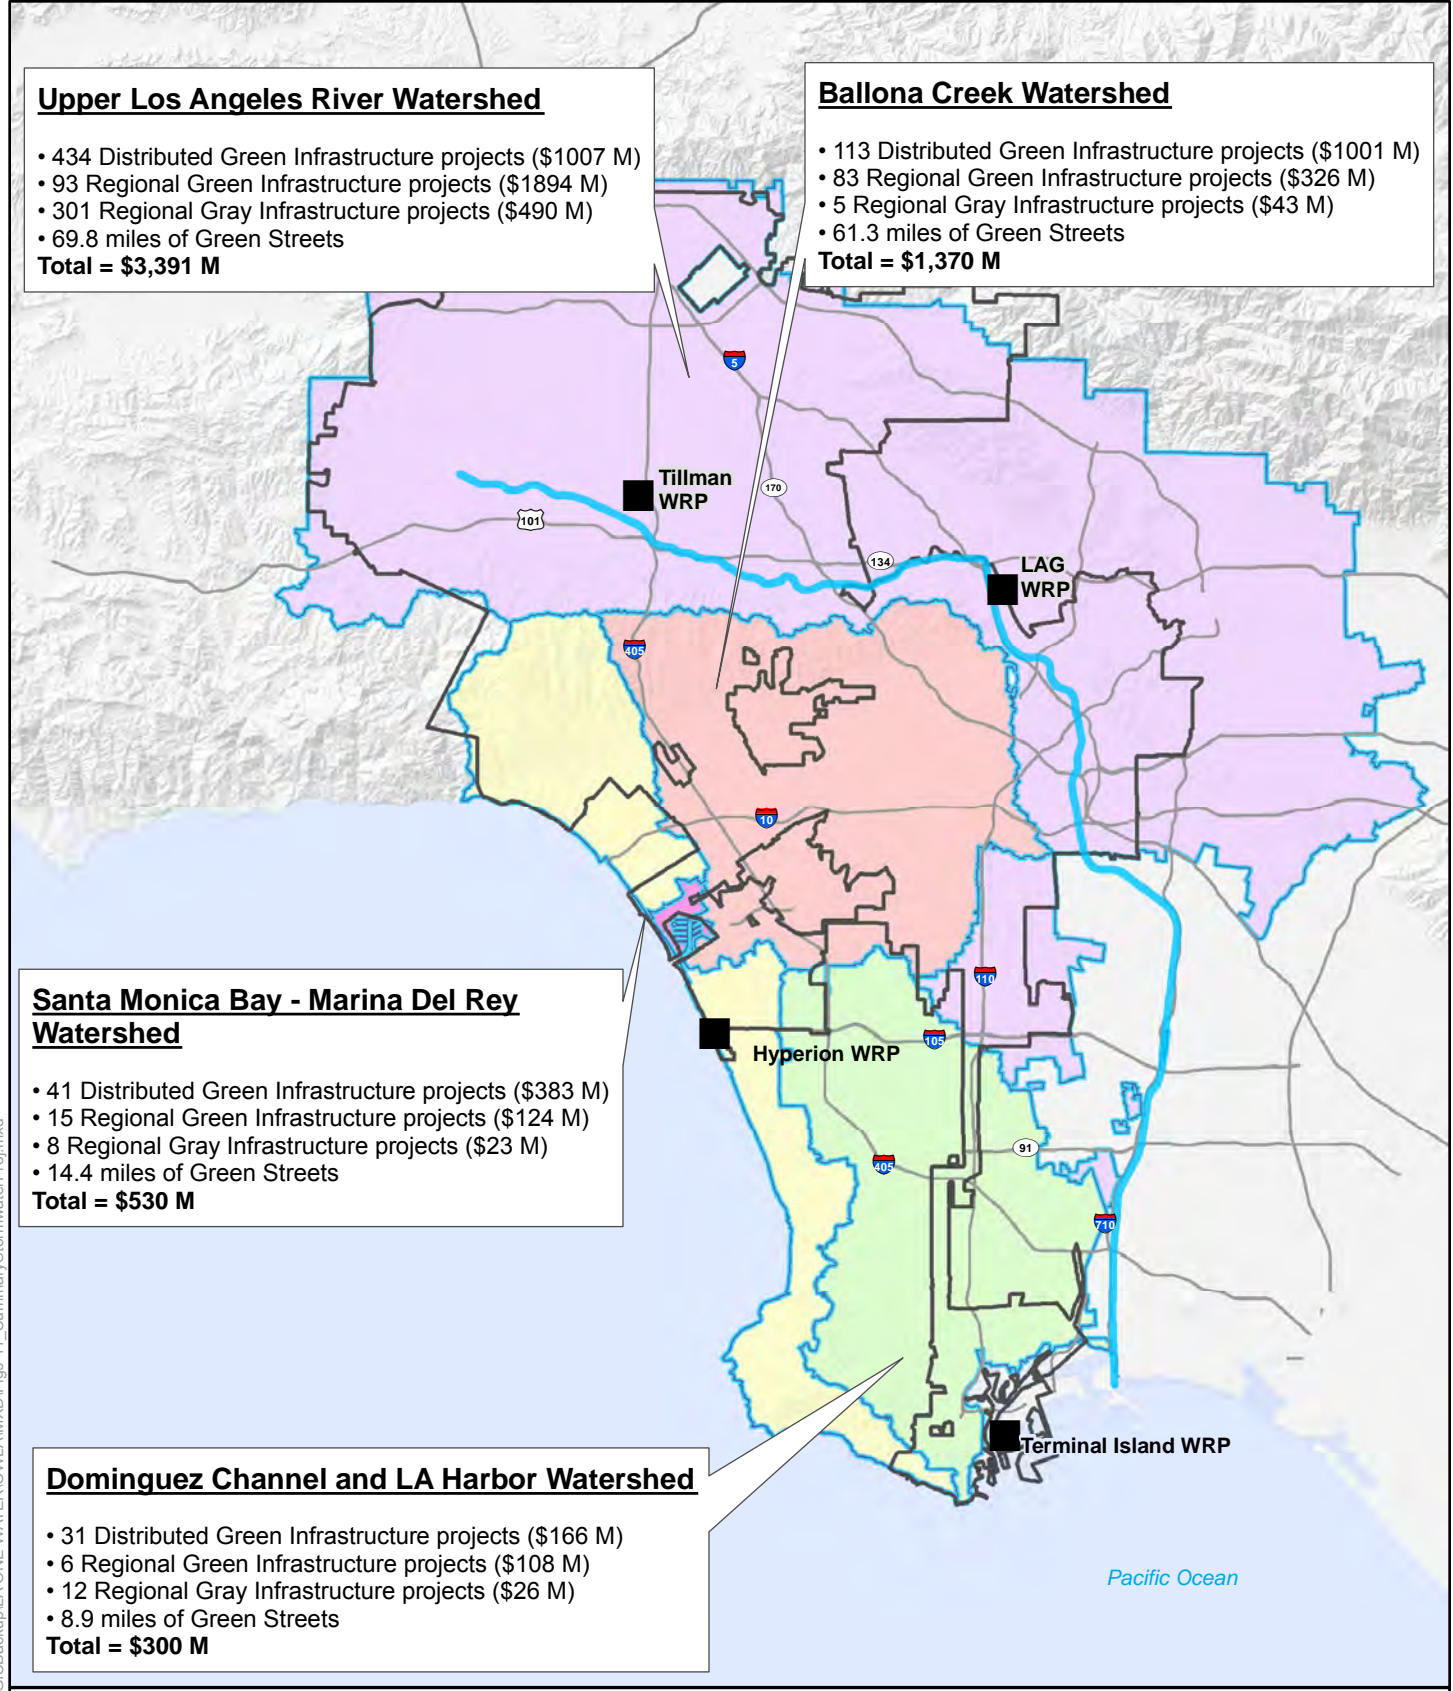 Upper Los Angeles River Watershed
• 434 Distributed Green Infrastructure projects ($1007 M)
• 93 Regional Green Infrastructure projects ($1894 M)
• 301 Regional Gray Infrastructure projects ($490 M)
• 69.8 miles of Green Streets
Total = $3,391 M
Ballona Creek Watershed
• 113 Distributed Green Infrastructure projects ($1001 M)
• 83 Regional Green Infrastructure projects ($326 M)
• 5 Regional Gray Infrastructure projects ($43 M)
• 61.3 miles of Green Streets
Total = $1,370 M
5
Tillman
WRP
170
101
134
LAG
WRP
405
10
110
105
Hyperion WRP
91
405
710
Santa Monica Bay - Marina Del Rey
Watershed
• 41 Distributed Green Infrastructure projects ($383 M)
• 15 Regional Green Infrastructure projects ($124 M)
• 8 Regional Gray Infrastructure projects ($23 M)
• 14.4 miles of Green Streets
Total = $530 M
Terminal Island WRP
Dominguez Channel and LA Harbor Watershed
• 31 Distributed Green Infrastructure projects ($166 M)
• 6 Regional Green Infrastructure projects ($108 M)
• 12 Regional Gray Infrastructure projects ($26 M)
• 8.9 miles of Green Streets
Total = $300 M
Pacific Ocean